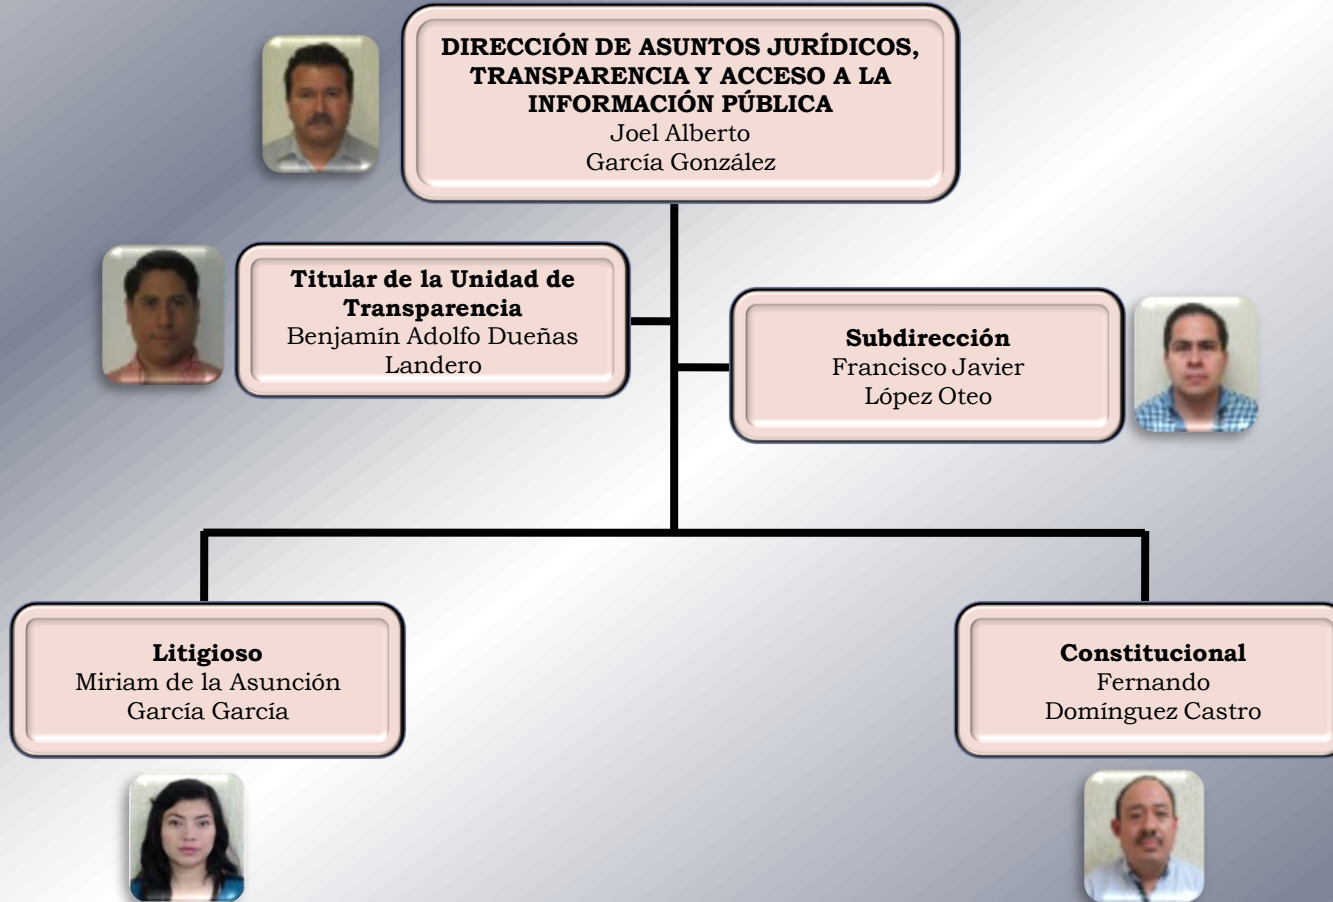 DIRECCIÓN DE ASUNTOS JURÍDICOS,
TRANSPARENCIA Y ACCESO A LA
INFORMACIÓN PÚBLICA
Joel Alberto
García González
Titular de la Unidad de
Transparencia
Benjamín Adolfo Dueñas
Landero
Subdirección
Francisco Javier
López Oteo
Litigioso
Miriam de la Asunción
García García
Constitucional
Fernando
Domínguez Castro